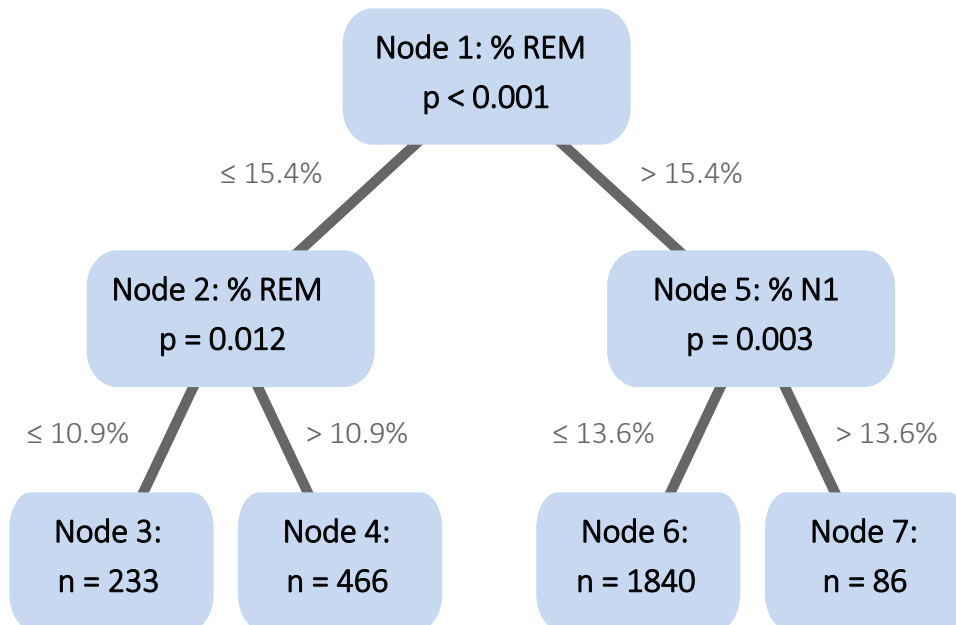 Node 1: % REM
p < 0.001
≤ 15.4%
> 15.4%
Node 2: % REM
p = 0.012
Node 5: % N1
p = 0.003
≤ 10.9%
> 10.9%
≤ 13.6%
> 13.6%
Node 3:
n = 233
Node 4:
n = 466
Node 6:
n = 1840
Node 7:
n = 86